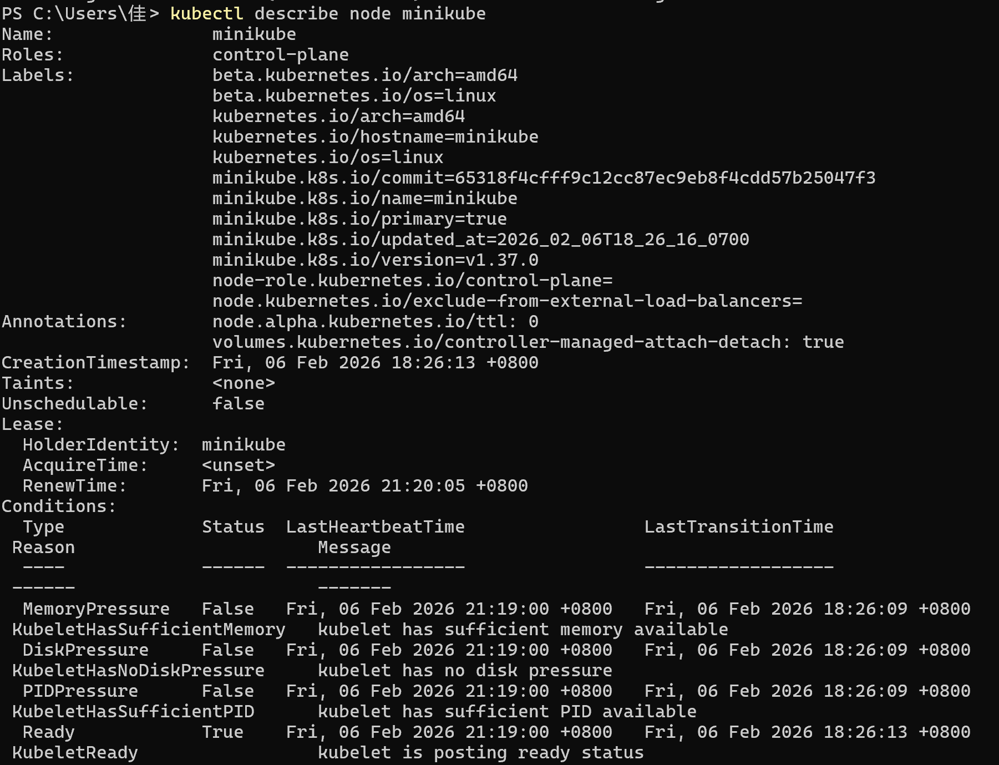 PS C:\Users\佳> kubectl describe node minikube
Name:               minikube
Roles:              control-plane
Labels:             beta.kubernetes.io/arch=amd64
                    beta.kubernetes.io/os=linux
                    kubernetes.io/arch=amd64
                    kubernetes.io/hostname=minikube
                    kubernetes.io/os=linux
                    minikube.k8s.io/commit=65318f4cfff9c12cc87ec9eb8f4cdd57b25047f3
                    minikube.k8s.io/name=minikube
                    minikube.k8s.io/primary=true
                    minikube.k8s.io/updated_at=2026_02_06T18_26_16_0700
                    minikube.k8s.io/version=v1.37.0
                    node-role.kubernetes.io/control-plane=
                    node.kubernetes.io/exclude-from-external-load-balancers=
Annotations:        node.alpha.kubernetes.io/ttl: 0
                    volumes.kubernetes.io/controller-managed-attach-detach: true
CreationTimestamp:  Fri, 06 Feb 2026 18:26:13 +0800
Taints:             <none>
Unschedulable:      false
Lease:
  HolderIdentity:  minikube
  AcquireTime:     <unset>
  RenewTime:       Fri, 06 Feb 2026 21:20:05 +0800
Conditions:
  Type             Status  LastHeartbeatTime                 LastTransitionTime
 Reason                       Message
  ----             ------  -----------------                 ------------------
 ------                       -------
  MemoryPressure   False   Fri, 06 Feb 2026 21:19:00 +0800   Fri, 06 Feb 2026 18:26:09 +0800
 KubeletHasSufficientMemory   kubelet has sufficient memory available
  DiskPressure     False   Fri, 06 Feb 2026 21:19:00 +0800   Fri, 06 Feb 2026 18:26:09 +0800
 KubeletHasNoDiskPressure     kubelet has no disk pressure
  PIDPressure      False   Fri, 06 Feb 2026 21:19:00 +0800   Fri, 06 Feb 2026 18:26:09 +0800
 KubeletHasSufficientPID      kubelet has sufficient PID available
  Ready            True    Fri, 06 Feb 2026 21:19:00 +0800   Fri, 06 Feb 2026 18:26:13 +0800
 KubeletReady                 kubelet is posting ready status